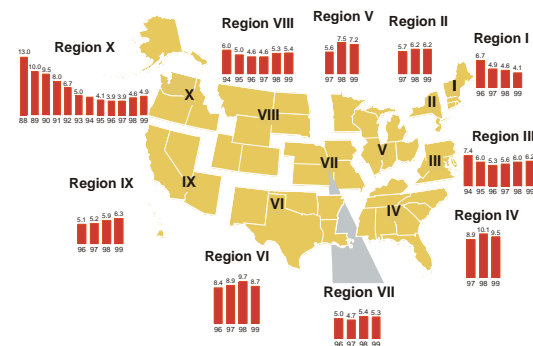 Region X
13.0 10.0 9.5 8.0 6.7 5.0 4.1 3.9 3.9 4.6 4.9
88 89 90 91 92 93 94 95 96 97 98 99
Region VIII
6.0 5.0 4.6 4.6 5.3 5.4
94 95 96 97 98 99
Region V
5.6 7.5 7.2
97 98 99
Region II
5.7 6.2 6.2
97 98 99
Region I
6.7 4.9 4.6 4.1
96 97 98 99
X
VIII
VII
V
II
I
III
IX
VI
IV
Region III
7.4 6.0 5.3 5.6 6.0 6.2
94 95 96 97 98 99
Region IX
5.1 5.2 5.9 6.3
96 97 98 99
Region IV
8.9 10.1 9.5
97 98 99
Region VI
8.4 8.9 9.7 8.7
96 97 98 99
Region VII
5.0 4.7 5.4 5.3
96 97 98 99